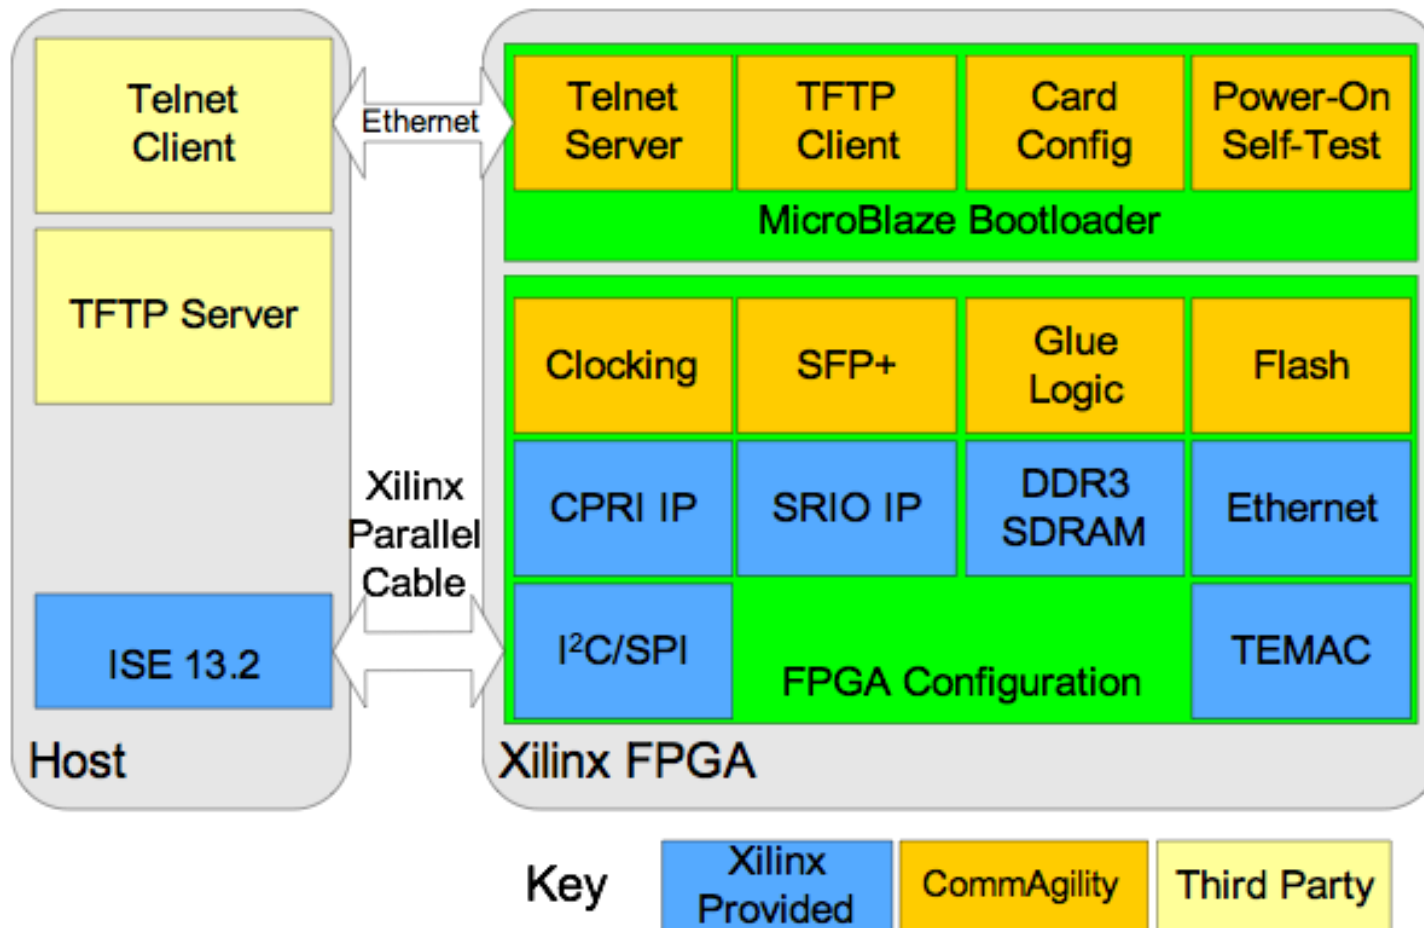 Telnet
Client
TFTP Server
ISE 13.2
Host
Ethernet
Xilinx
Parallel
Cable
Telnet
Server
TFTP
Client
Card
Config
Power-On
Self-Test
MicroBlaze Bootloader
Clocking
SFP+
Glue
Logic
Flash
CPRI IP
SRIO IP
DDR3
SDRAM
Ethernet
I²C/SPI
FPGA Configuration
TEMAC
Xilinx FPGA
Key
Xilinx
Provided
CommAgility
Third Party